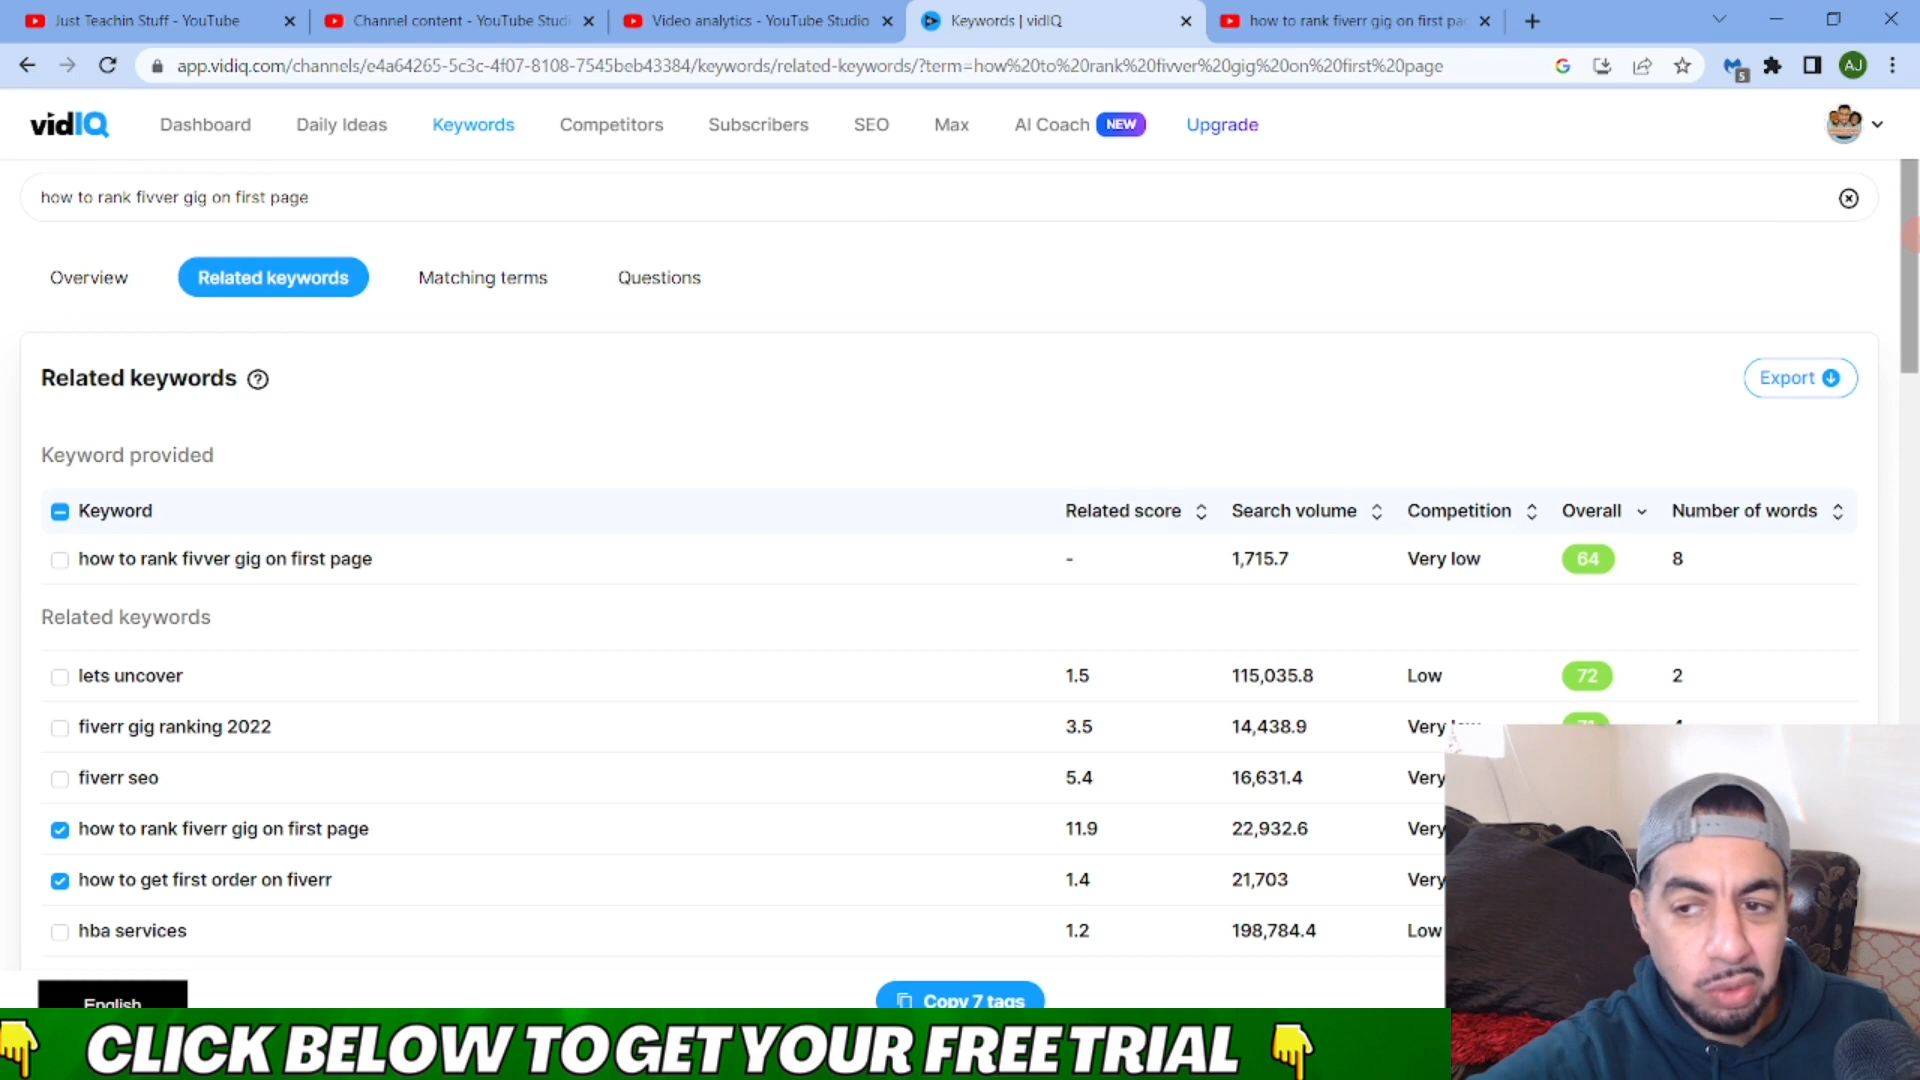 Just Teachin Stuff - YouTube
Channel content - YouTube Studi
Video analytics - YouTube Studio
Keywords | vidIQ
how to rank fiverr gig on first pa
app.vidiq.com/channels/e4a64265-5c3c-4f07-8108-7545beb43384/keywords/related-keywords/?term=how%20to%20rank%20fivver%20gig%20on%20first%20page
5
AJ
vidIQ Dashboard Daily Ideas Keywords Competitors Subscribers SEO Max AI Coach NEW Upgrade
how to rank fivver gig on first page
Overview Related keywords Matching terms Questions
Related keywords
Export
Keyword provided
Keyword Related score Search volume Competition Overall Number of words
how to rank fivver gig on first page - 1,715.7 Very low 64 8
Related keywords
lets uncover 1.5 115,035.8 Low 72 2
fiverr gig ranking 2022 3.5 14,438.9 Very
fiverr seo 5.4 16,631.4 Very
how to rank fiverr gig on first page 11.9 22,932.6 Very
how to get first order on fiverr 1.4 21,703 Very
hba services 1.2 198,784.4 Low
English
Copy 7 tags
CLICK BELOW TO GET YOUR FREE TRIAL